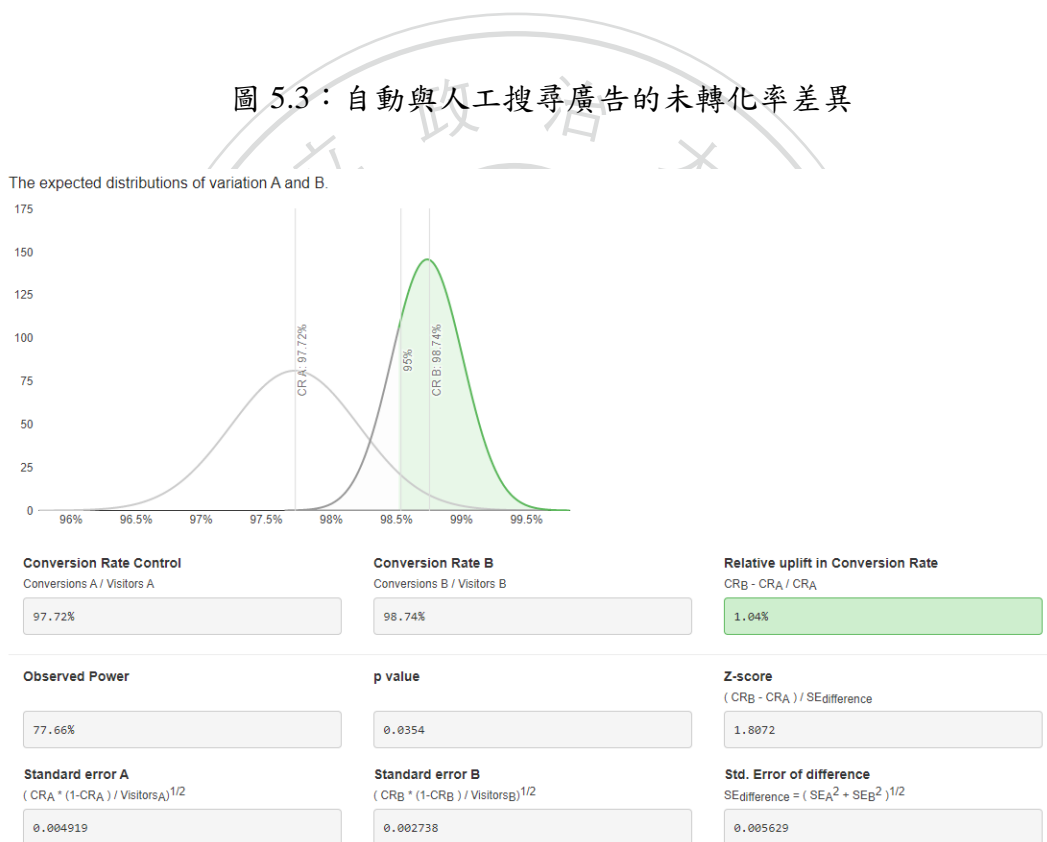 圖 5.3：自動與人工搜尋廣告的未轉化率差異
立 政 治 大
The expected distributions of variation A and B.
175
150
125
100
75
50
25
0
CR A: 97.72%
95%
CR B: 98.74%
96% 96.5% 97% 97.5% 98% 98.5% 99% 99.5%
Conversion Rate Control Conversion Rate B Relative uplift in Conversion Rate
Conversions A / Visitors A Conversions B / Visitors B CRB - CRA / CRA
97.72% 98.74% 1.04%
Observed Power p value Z-score
( CRB - CRA ) / SEdifference
77.66% 0.0354 1.8072
Standard error A Standard error B Std. Error of difference
( CRA * (1-CRA ) / VisitorsA)1/2 ( CRB * (1-CRB ) / VisitorsB)1/2 SEdifference = ( SEA2 + SEB2 )1/2
0.004919 0.002738 0.005629